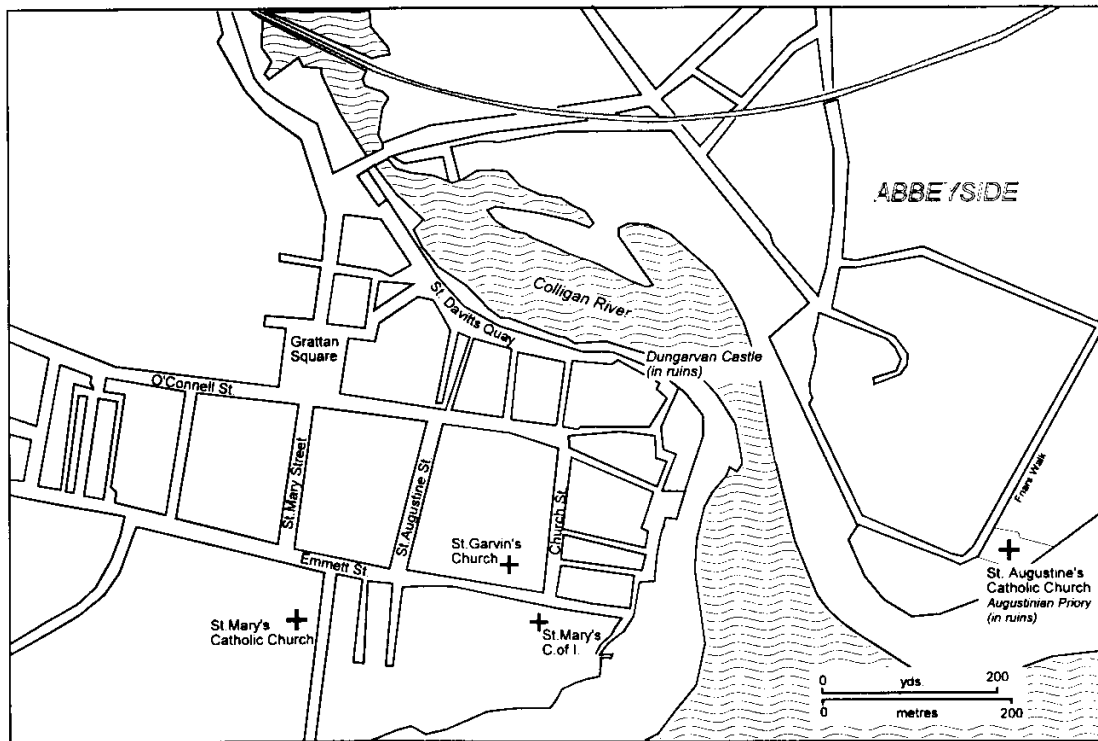 ABBEYSIDE
Colligan River
St. Davitts Quay
Grattan
Square
Dungarvan Castle
(in ruins)
O'Connell St.
St.Mary Street
St.Augustine St.
Church St.
Friars Walk
St.Garvin's
Church
Emmett St.
St. Augustine's
Catholic Church
Augustinian Priory
(in ruins)
St Mary's
Catholic Church
St.Mary's
C.of I.
0 yds. 200
0 metres 200